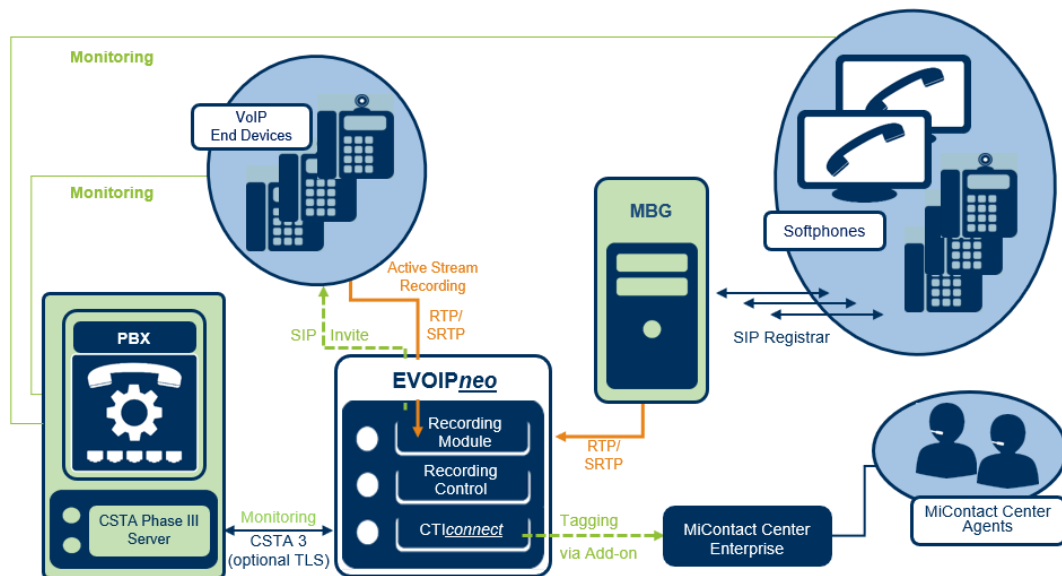 Monitoring
VoIP
End Devices
Monitoring
MBG
Softphones
Active Stream
Recording
RTP/
SRTP
SIP Invite
SIP Registrar
PBX
EVOIPneo
Recording
Module
RTP/
SRTP
Recording
Control
CSTA Phase III
Server
Monitoring
CSTA 3
(optional TLS)
CTIconnect
Tagging
via Add-on
MiContact Center
Enterprise
MiContact Center
Agents